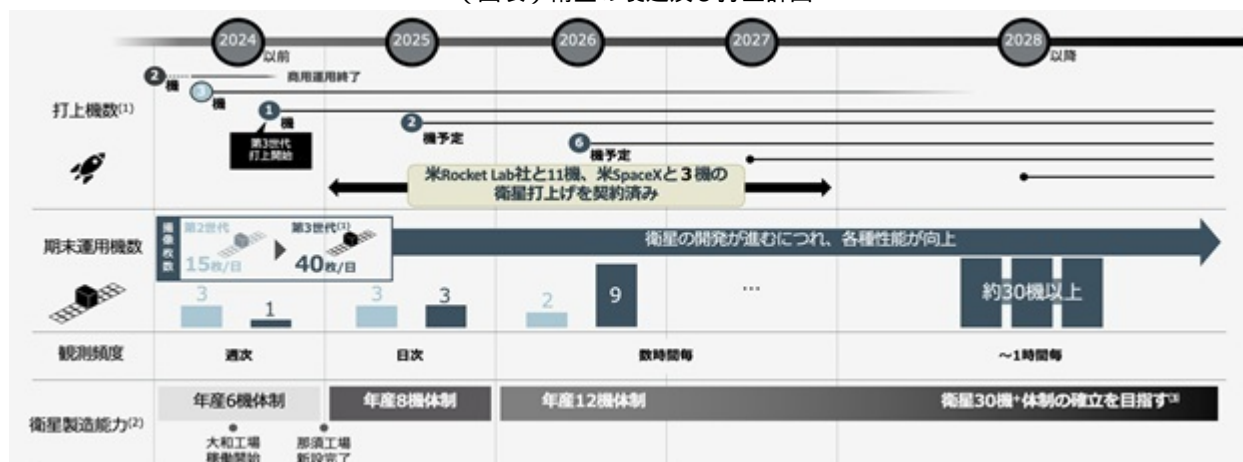 2024
以前
2025
2026
2027
2028
以降
打上機数(1)
2
機
商用運用終了
3
機
1
機
第3世代
打上開始
2
機予定
6
機予定
米Rocket Lab社と11機、米SpaceXと3機の
衛星打上げを契約済み
期末運用機数
撮像枚数
第2世代
15枚/日
第3世代(1)
40枚/日
衛星の開発が進むにつれ、各種性能が向上
3
1
3
3
2
9
...
約30機以上
観測頻度
週次
日次
数時間毎
～1時間毎
衛星製造能力(2)
年産6機体制
年産8機体制
年産12機体制
衛星30機+体制の確立を目指す(3)
大和工場
稼働開始
那須工場
新設完了